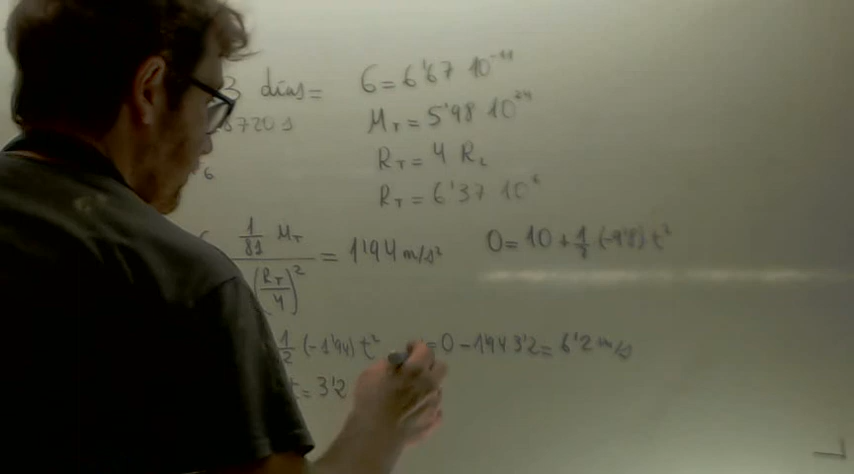 3 días = G = 6'67 10⁻¹¹
8720 s M_T = 5'98 10²⁴
R_T = 4 R_L
6 R_T = 6'37 10⁶
1/81 M_T / (R_T/4)² = 1'94 m/s² 0 = 10 + 1/2 (-9'8) t²
1/2 (-1'94) t² = 0 - 1'94 3'2 = 6'2 m/s
t = 3'2